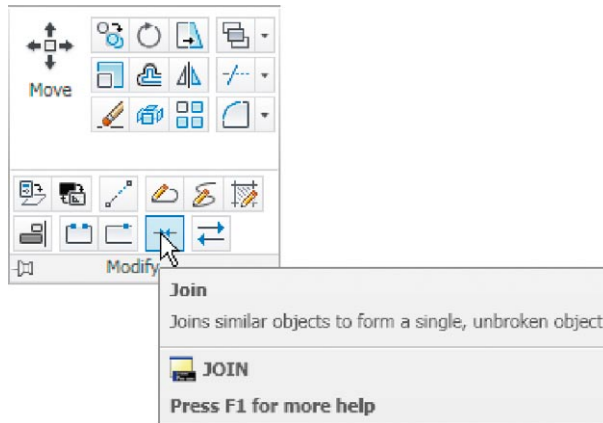 Move
Modify
Join
Joins similar objects to form a single, unbroken object
JOIN
Press F1 for more help